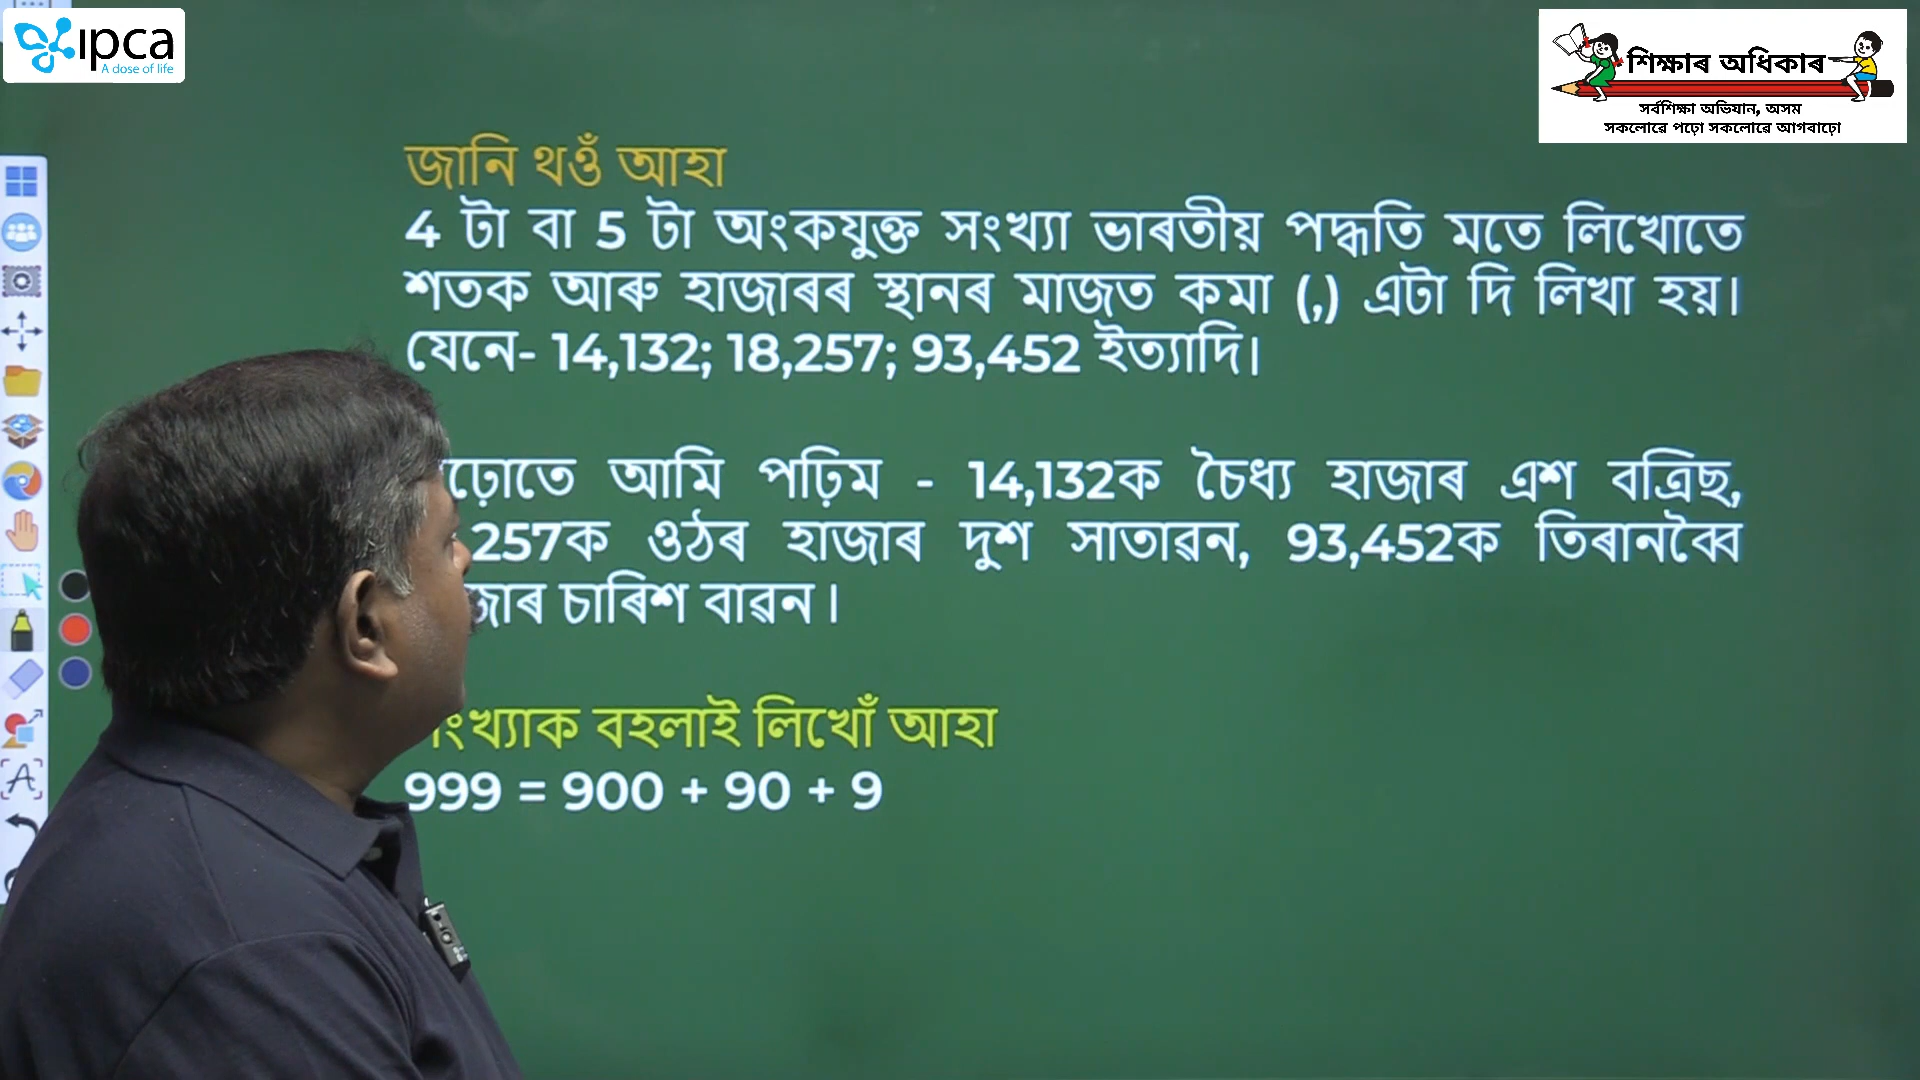 ipca
A dose of life
শিক্ষাৰ অধিকাৰ
সৰ্বশিক্ষা অভিযান, অসম
সকলোৱে পঢ়ো সকলোৱে আগবাঢ়ো
জানি থওঁ আহা
4 টা বা 5 টা অংকযুক্ত সংখ্যা ভাৰতীয় পদ্ধতি মতে লিখোতে
শতক আৰু হাজাৰৰ স্থানৰ মাজত কমা (,) এটা দি লিখা হয়।
যেনে- 14,132; 18,257; 93,452 ইত্যাদি।
আমি পঢ়িম - 14,132ক চৈধ্য হাজাৰ এশ বত্ৰিছ,
257ক ওঠৰ হাজাৰ দুশ সাতাৱন, 93,452ক তিৰানব্বৈ
চাৰিশ বাৱন।
বহলাই লিখোঁ আহা
999 = 900 + 90 + 9